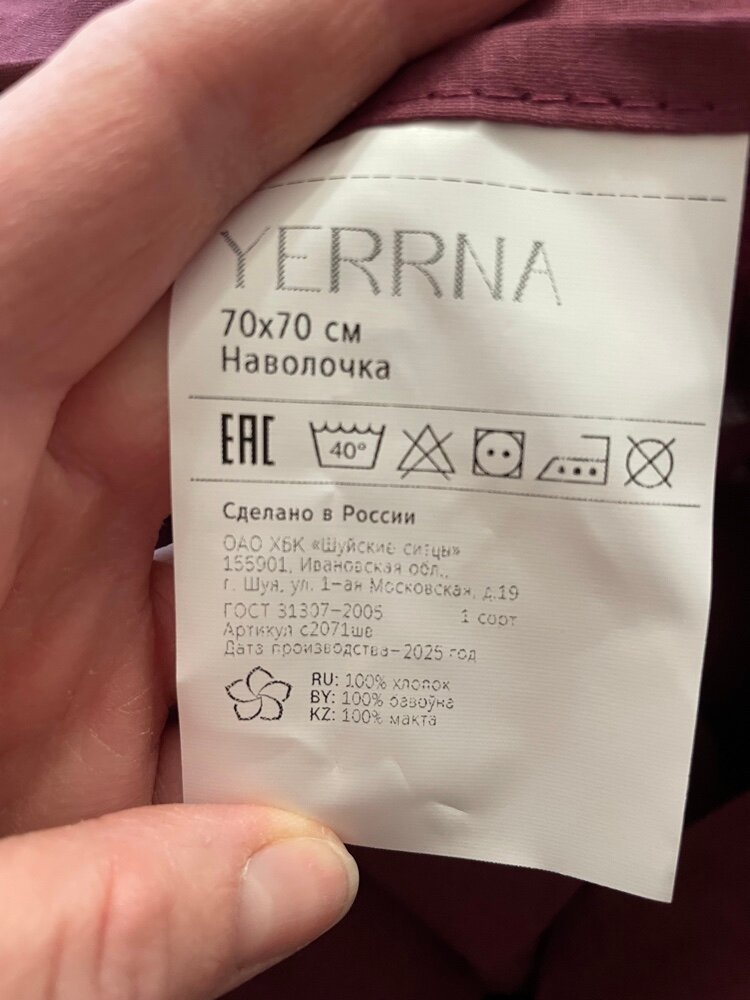 YERRNA
70x70 см
Наволочка
EAC 40°
Сделано в России
ОАО ХБК «Шуйские ситцы»
155901, Ивановская обл.,
г. Шуя, ул. 1-ая Московская, д.19
ГОСТ 31307-2005 1 сорт
Артикул с2071ше
Дата производства-2025 год
RU: 100% хлопок
BY: 100% бавоўна
KZ: 100% мақта